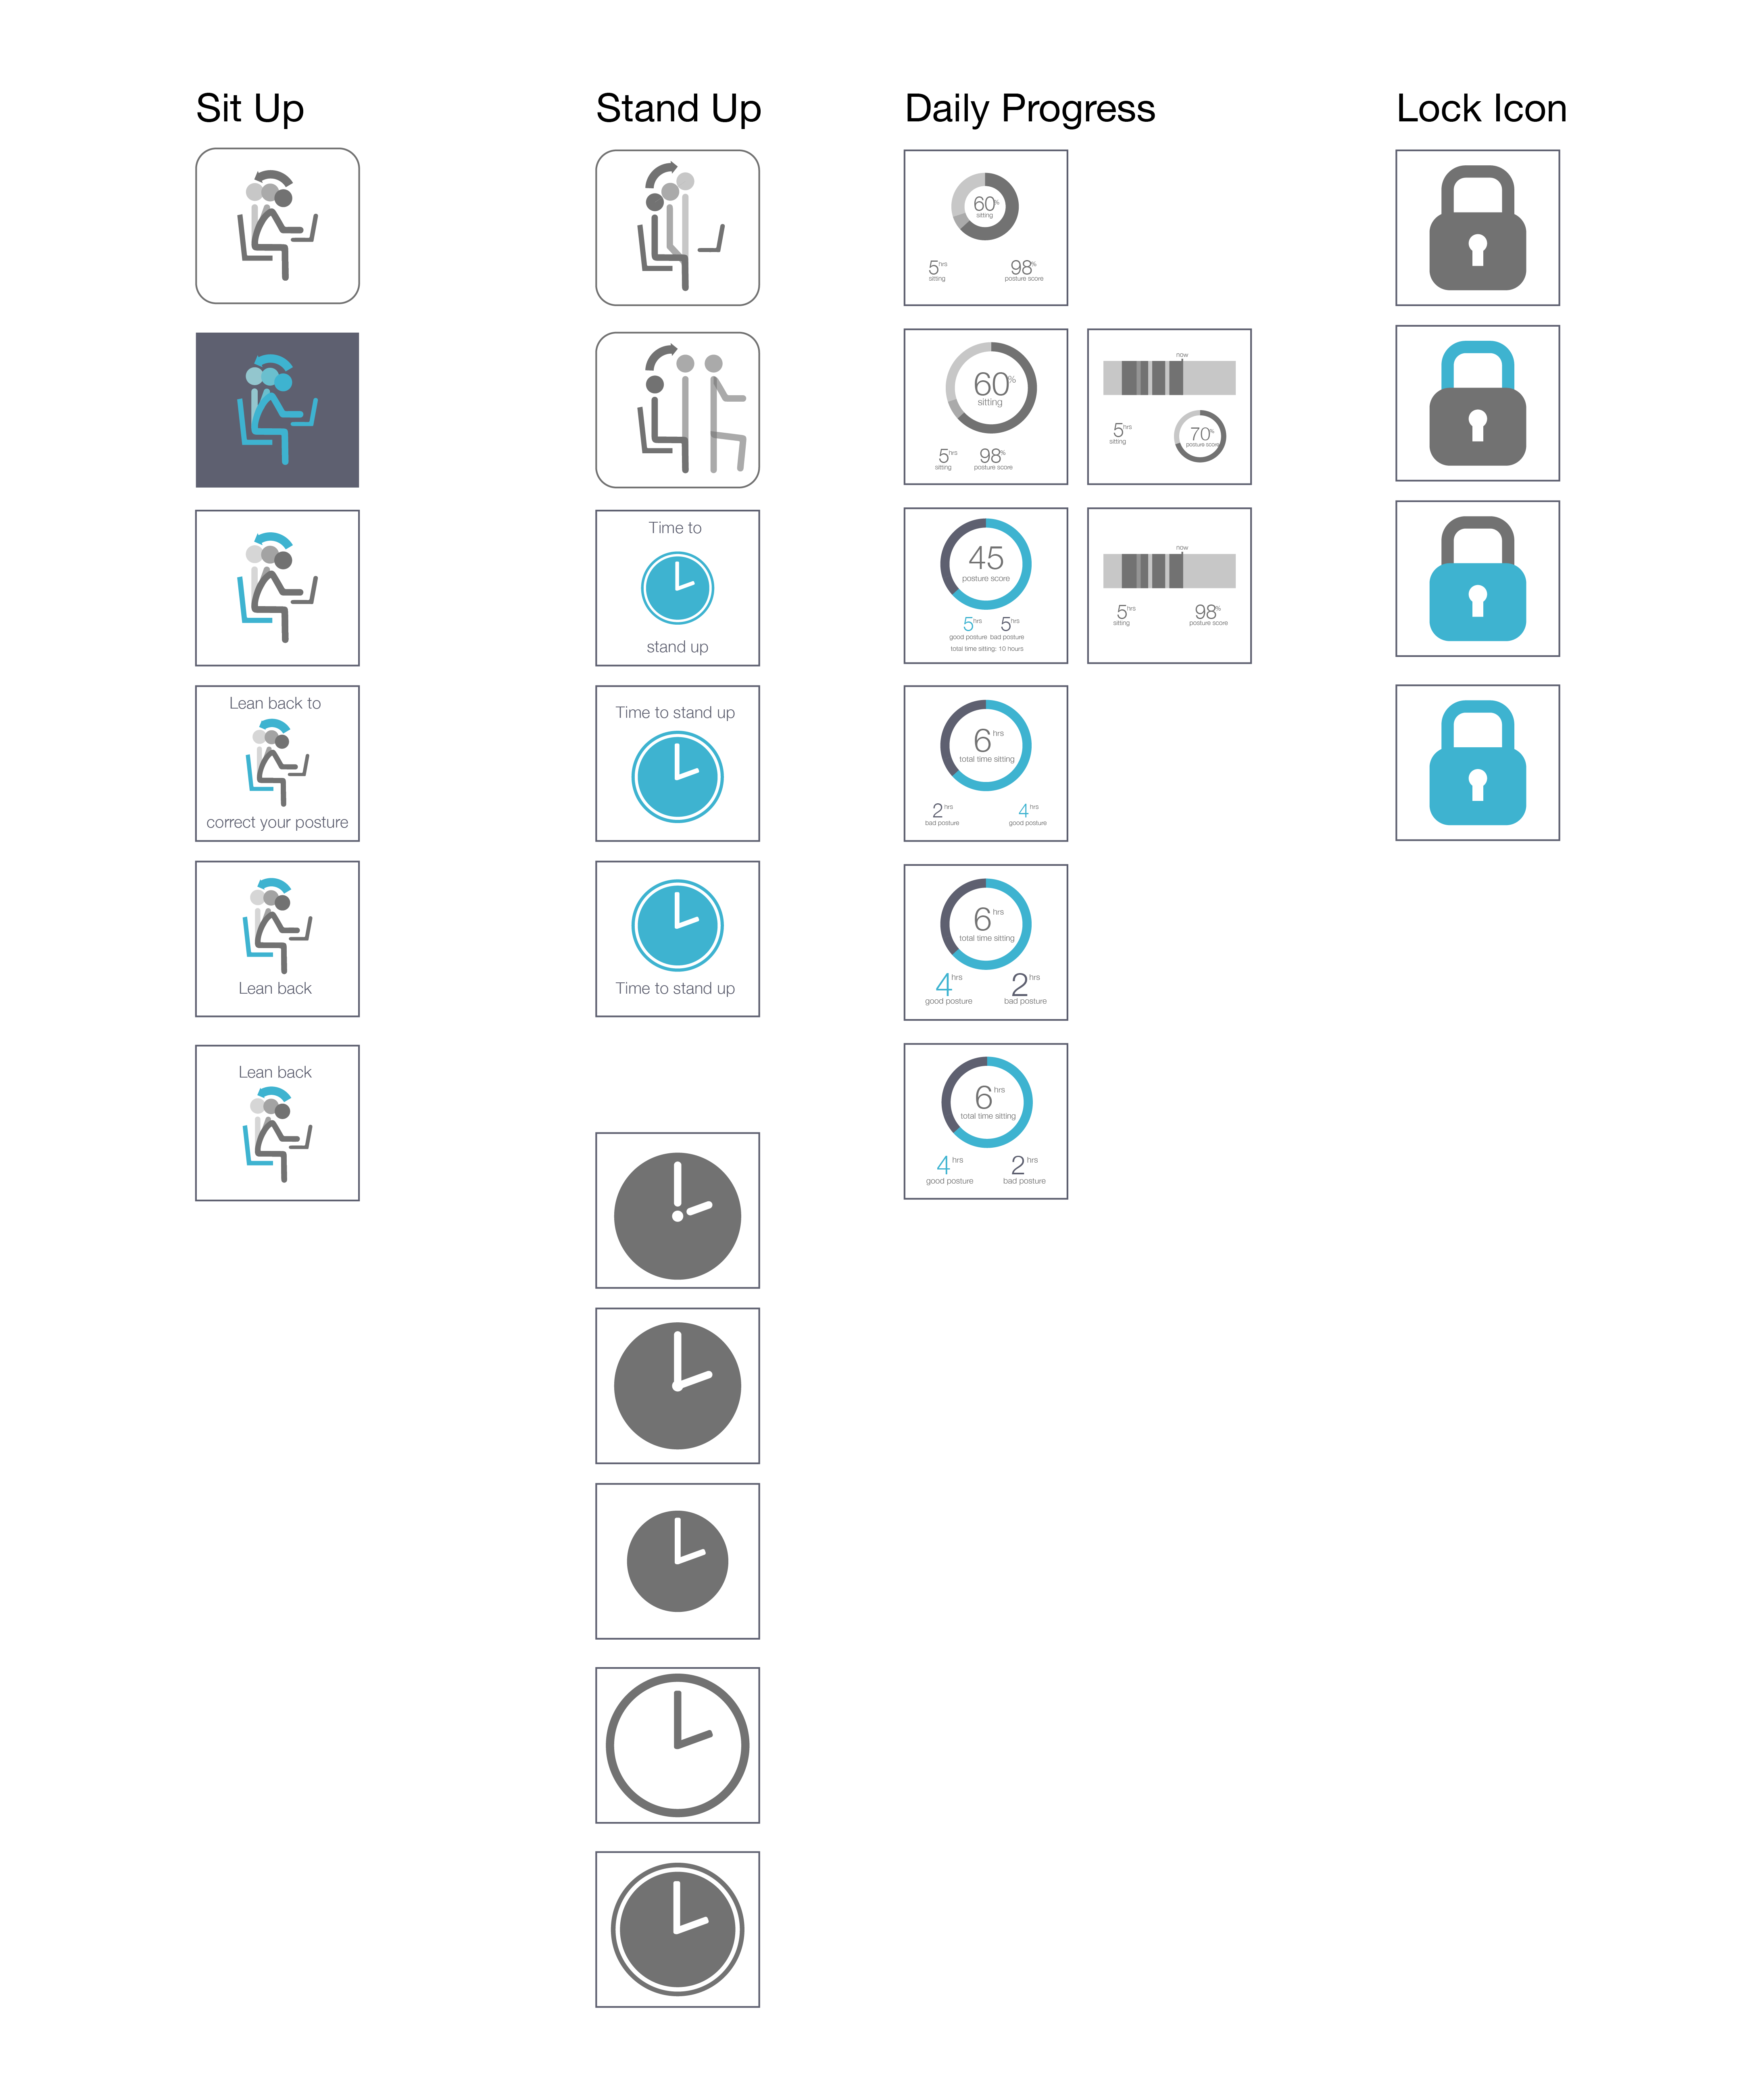 Sit Up
Lean back to
correct your posture
Lean back
Lean back
Stand Up
Time to
stand up
Time to stand up
Time to stand up
Daily Progress
60%
sitting
5hrs
sitting
98%
posture score
60%
sitting
5hrs
sitting
98%
posture score
now
5hrs
sitting
70%
posture score
45
posture score
5hrs 5hrs
good posture bad posture
total time sitting: 10 hours
now
5hrs
sitting
98%
posture score
6hrs
total time sitting
2hrs
bad posture
4hrs
good posture
6hrs
total time sitting
4hrs
good posture
2hrs
bad posture
6hrs
total time sitting
4hrs
good posture
2hrs
bad posture
Lock Icon